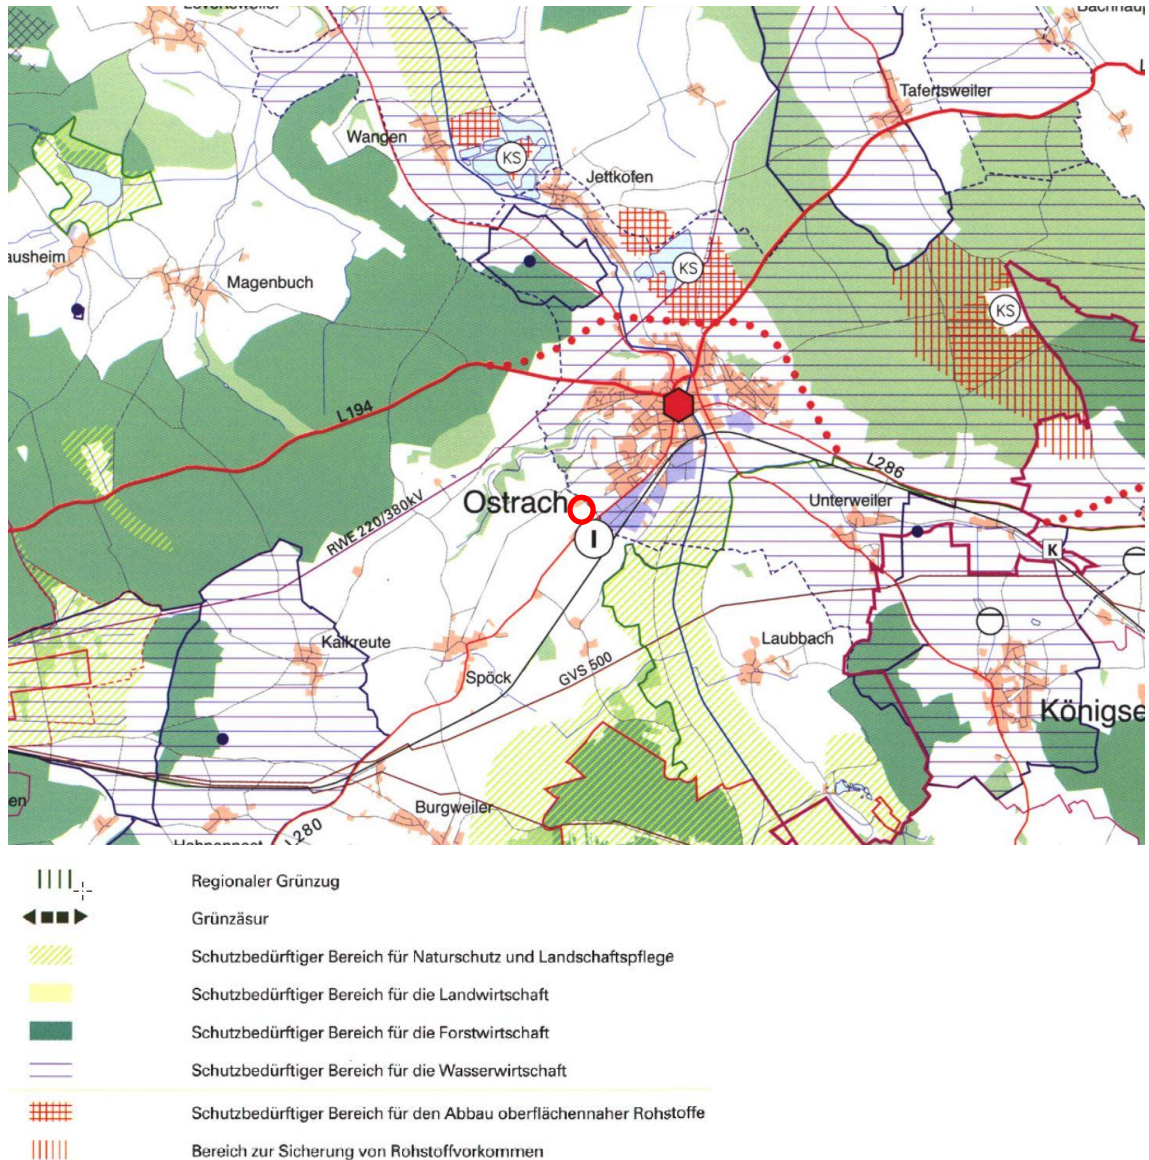 Tafertsweiler
Wangen
KS
Jettkofen
ausheim
KS
Magenbuch
KS
L194
L286
Ostrach
Unterweiler
RWE 220/380kV
I
K
Kalkreute
Laubbach
Spöck
GVS 500
Königse
en
Burgweiler
L280
Regionaler Grünzug
Grünzäsur
Schutzbedürftiger Bereich für Naturschutz und Landschaftspflege
Schutzbedürftiger Bereich für die Landwirtschaft
Schutzbedürftiger Bereich für die Forstwirtschaft
Schutzbedürftiger Bereich für die Wasserwirtschaft
Schutzbedürftiger Bereich für den Abbau oberflächennaher Rohstoffe
Bereich zur Sicherung von Rohstoffvorkommen